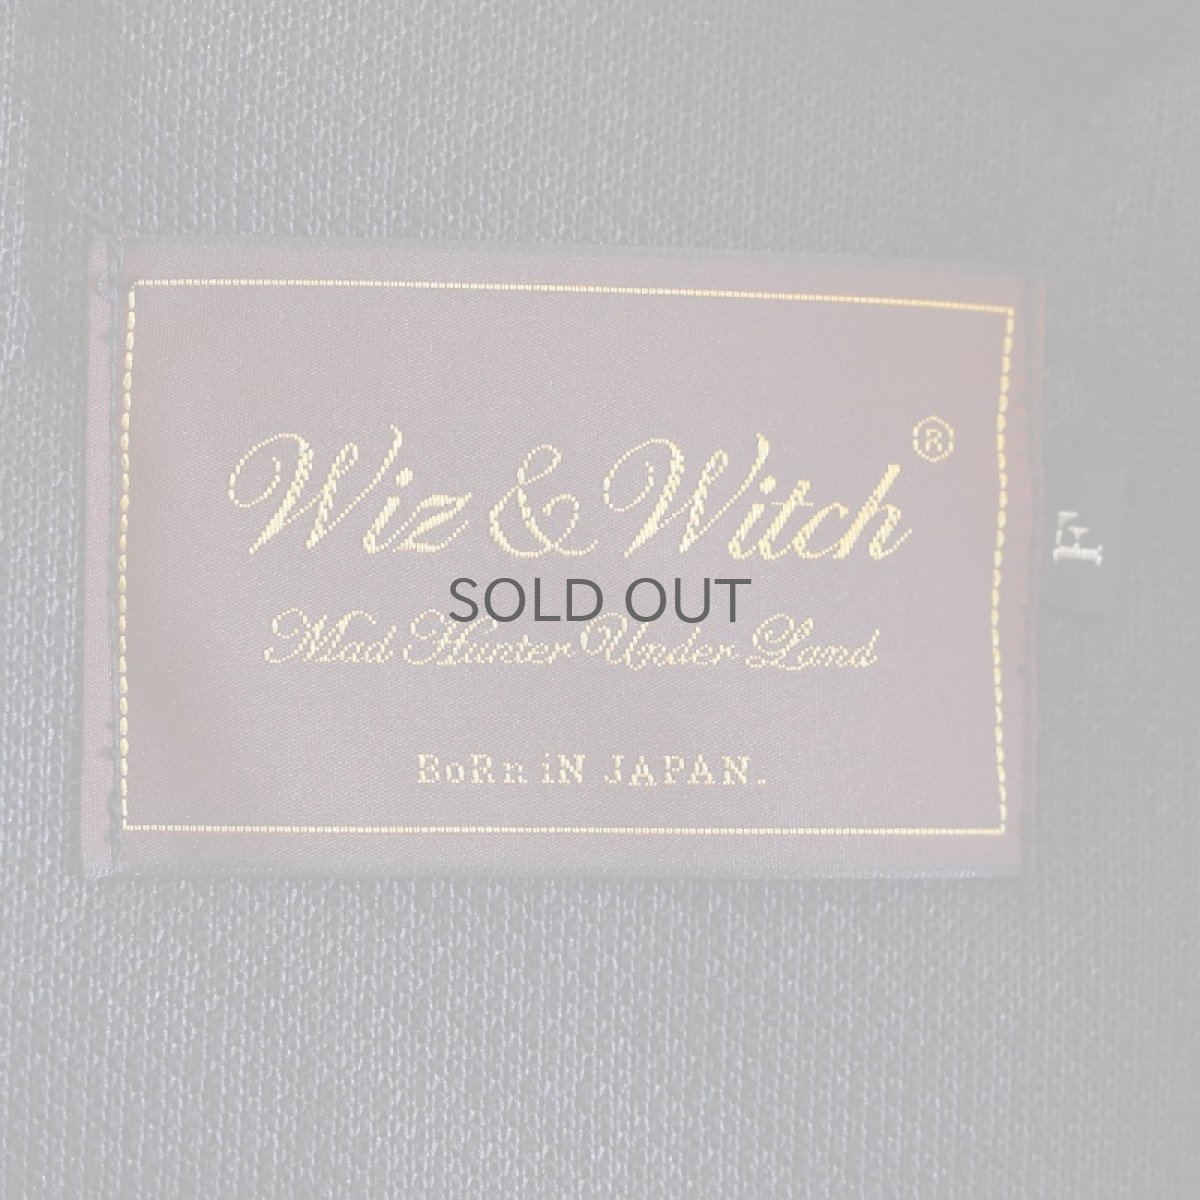 Wiz & Witch ®
F
SOLD OUT
Mad Hunter Under Land
BoRn iN JAPAN.